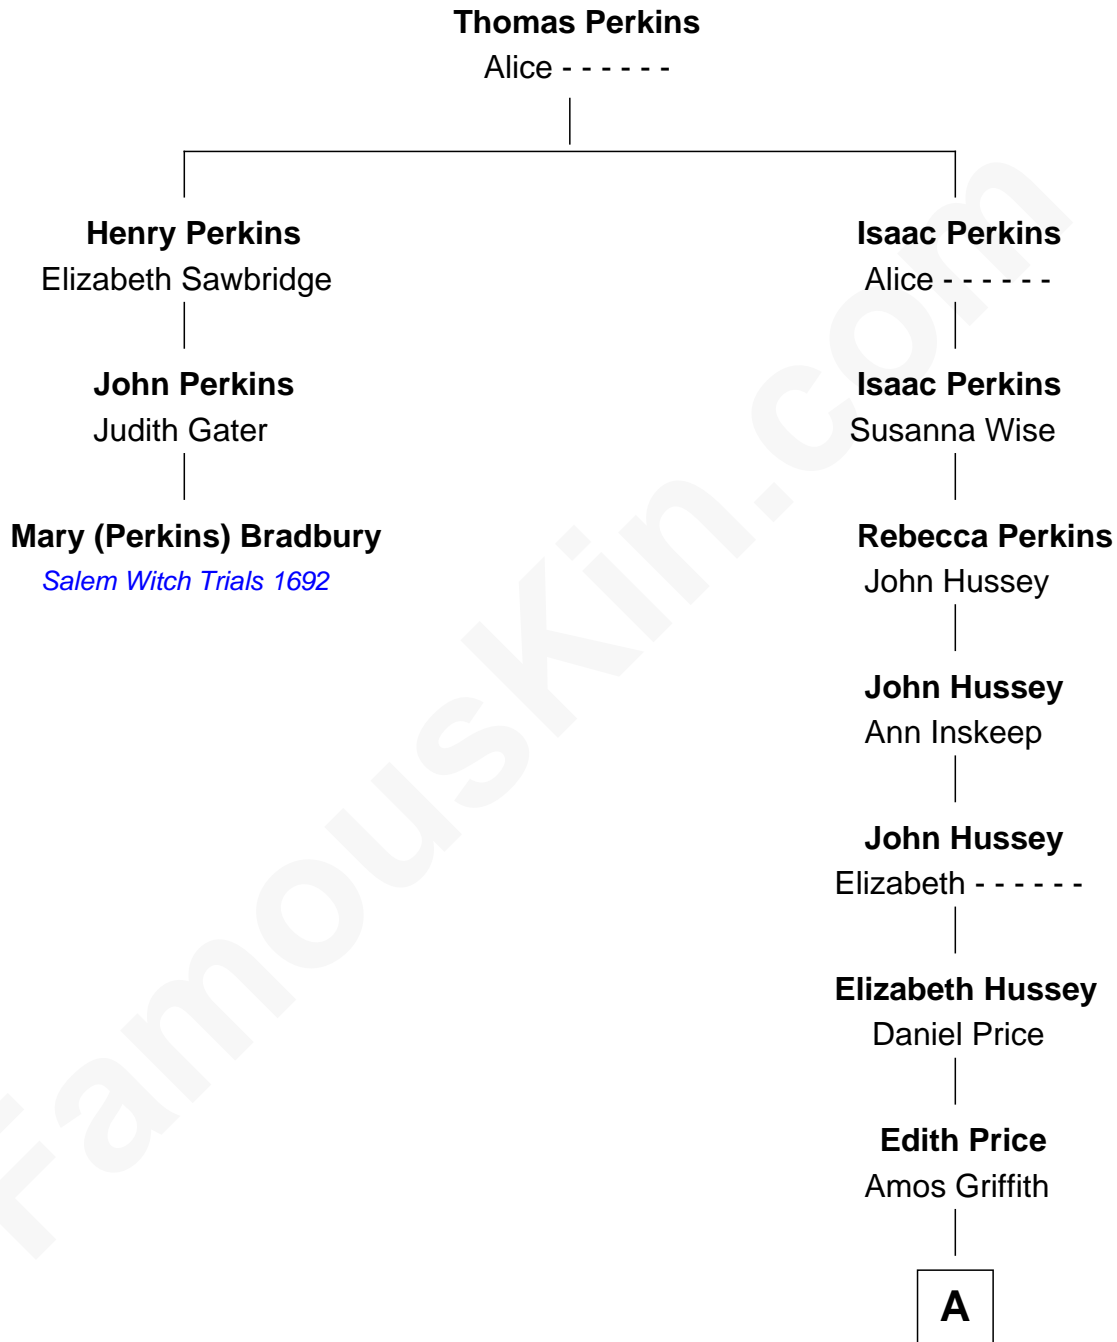 Thomas Perkins
Alice - - - - - -
Henry Perkins
Elizabeth Sawbridge
John Perkins
Judith Gater
Mary (Perkins) Bradbury
Salem Witch Trials 1692
Isaac Perkins
Alice - - - - - -
Isaac Perkins
Susanna Wise
Rebecca Perkins
John Hussey
John Hussey
Ann Inskeep
John Hussey
Elizabeth - - - - - -
Elizabeth Hussey
Daniel Price
Edith Price
Amos Griffith
A
FamousKin.com